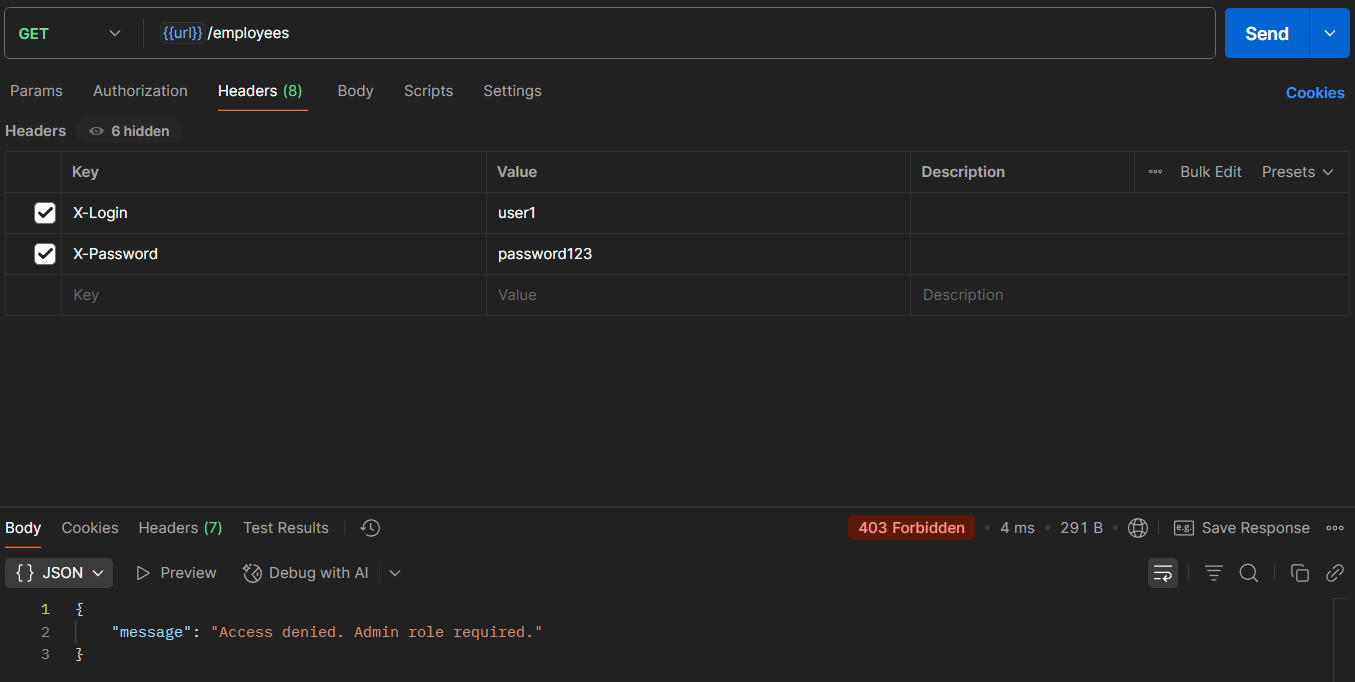 GET {{url}}/employees Send
Params Authorization Headers (8) Body Scripts Settings Cookies
Headers 6 hidden
Key Value Description Bulk Edit Presets
X-Login user1
X-Password password123
Key Value Description
Body Cookies Headers (7) Test Results 403 Forbidden • 4 ms • 291 B • e.g. Save Response
{} JSON Preview Debug with AI
1 {
2 "message": "Access denied. Admin role required."
3 }